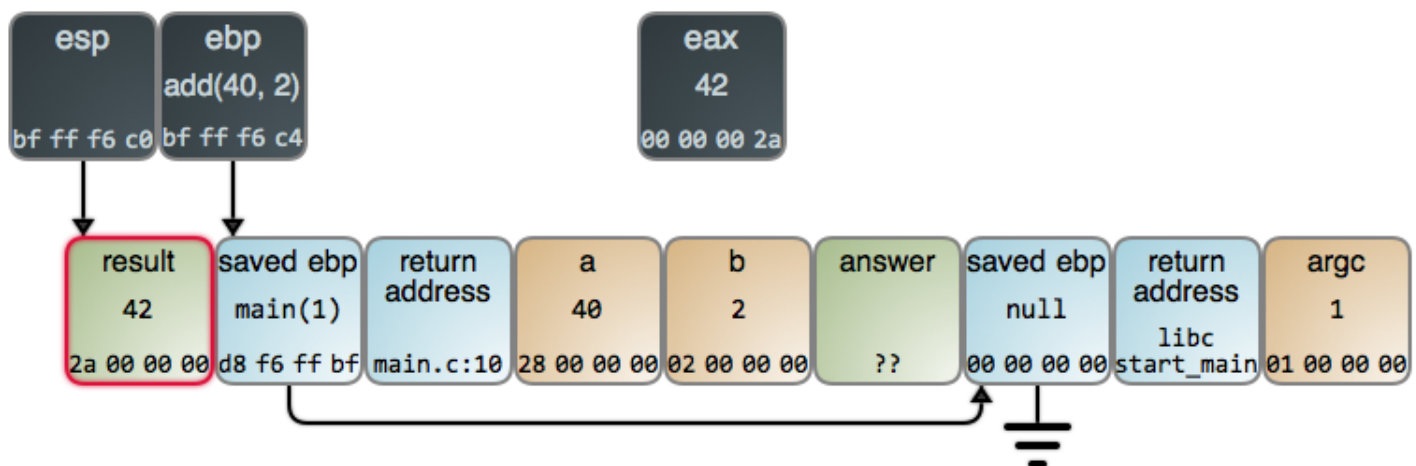 esp
bf ff f6 c0
ebp
add(40, 2)
bf ff f6 c4
eax
42
00 00 00 2a
result
42
2a 00 00 00
saved ebp
main(1)
d8 f6 ff bf
return
address
main.c:10
a
40
28 00 00 00
b
2
02 00 00 00
answer
??
saved ebp
null
00 00 00 00
return
address
libc
start_main
argc
1
01 00 00 00